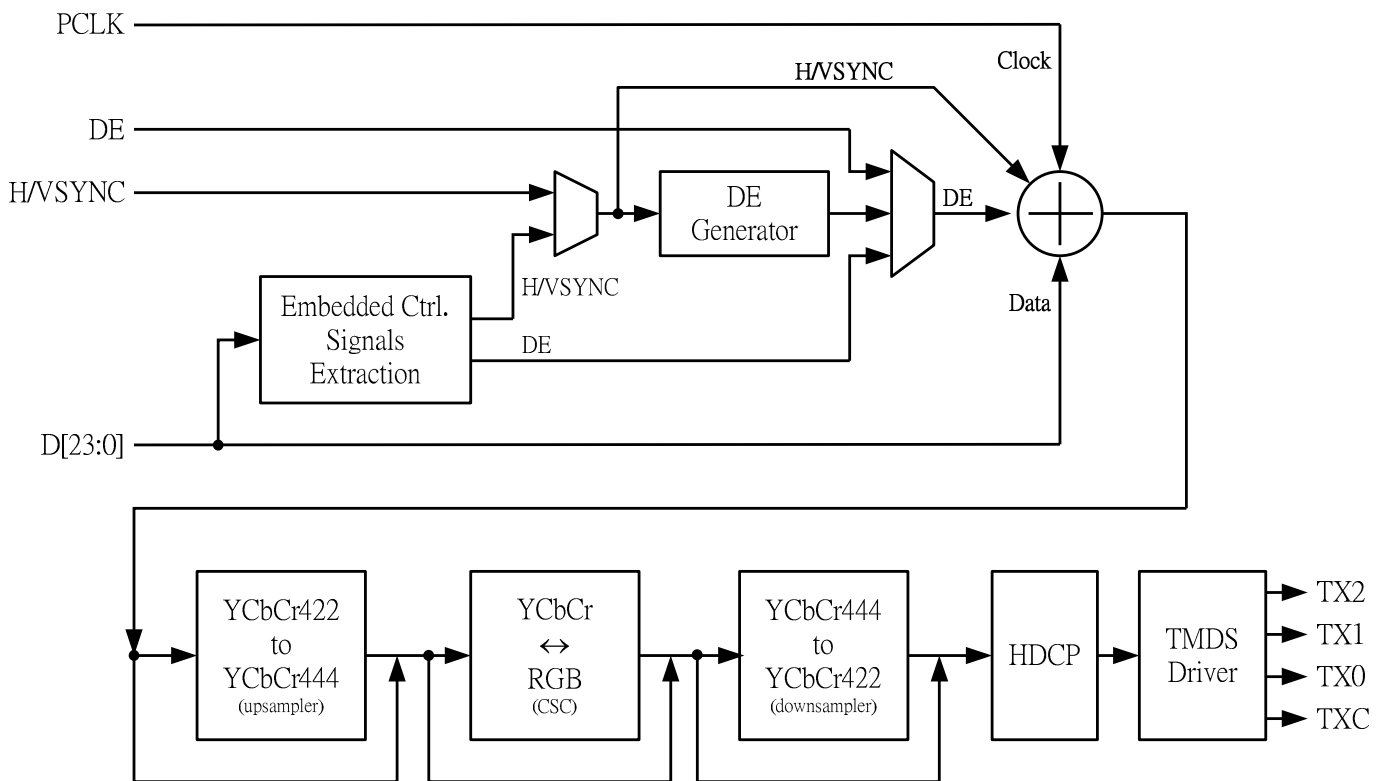 PCLK
Clock
H/VSYNC
DE
H/VSYNC
DE
Generator
DE
H/VSYNC
Embedded Ctrl.
Signals
Extraction
DE
Data
D[23:0]
YCbCr422
to
YCbCr444
(upsampler)
YCbCr
↔
RGB
(CSC)
YCbCr444
to
YCbCr422
(downsampler)
HDCP
TMDS
Driver
TX2
TX1
TX0
TXC